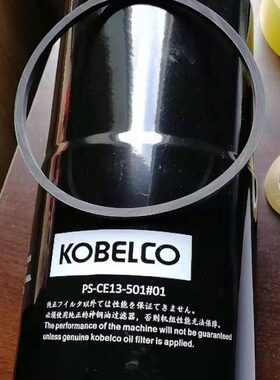 KOBELCO
PS-CE13-501#01
純正フィルタ以外では性能を保証できません。
必须使用纯正的神钢油过滤器，否则机组性能无法保障。
The performance of the machine will not be guaranteed
unless genuine kobelco oil filter is applied.